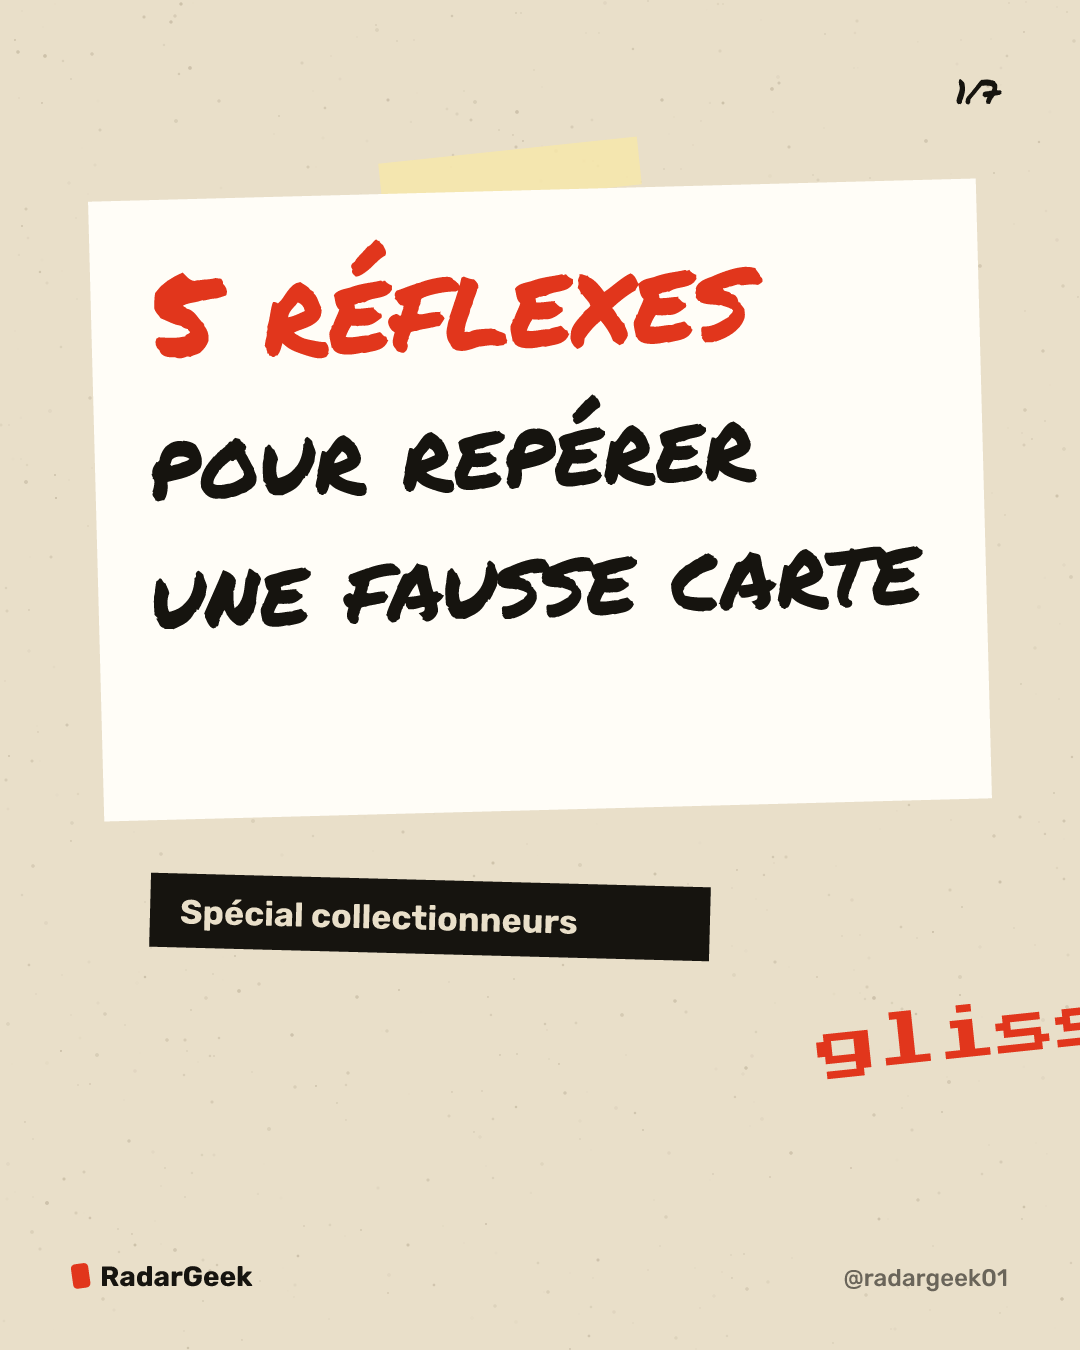 1/7
5 RÉFLEXES
POUR REPÉRER
UNE FAUSSE CARTE
Spécial collectionneurs
gliss
RadarGeek
@radargeek01